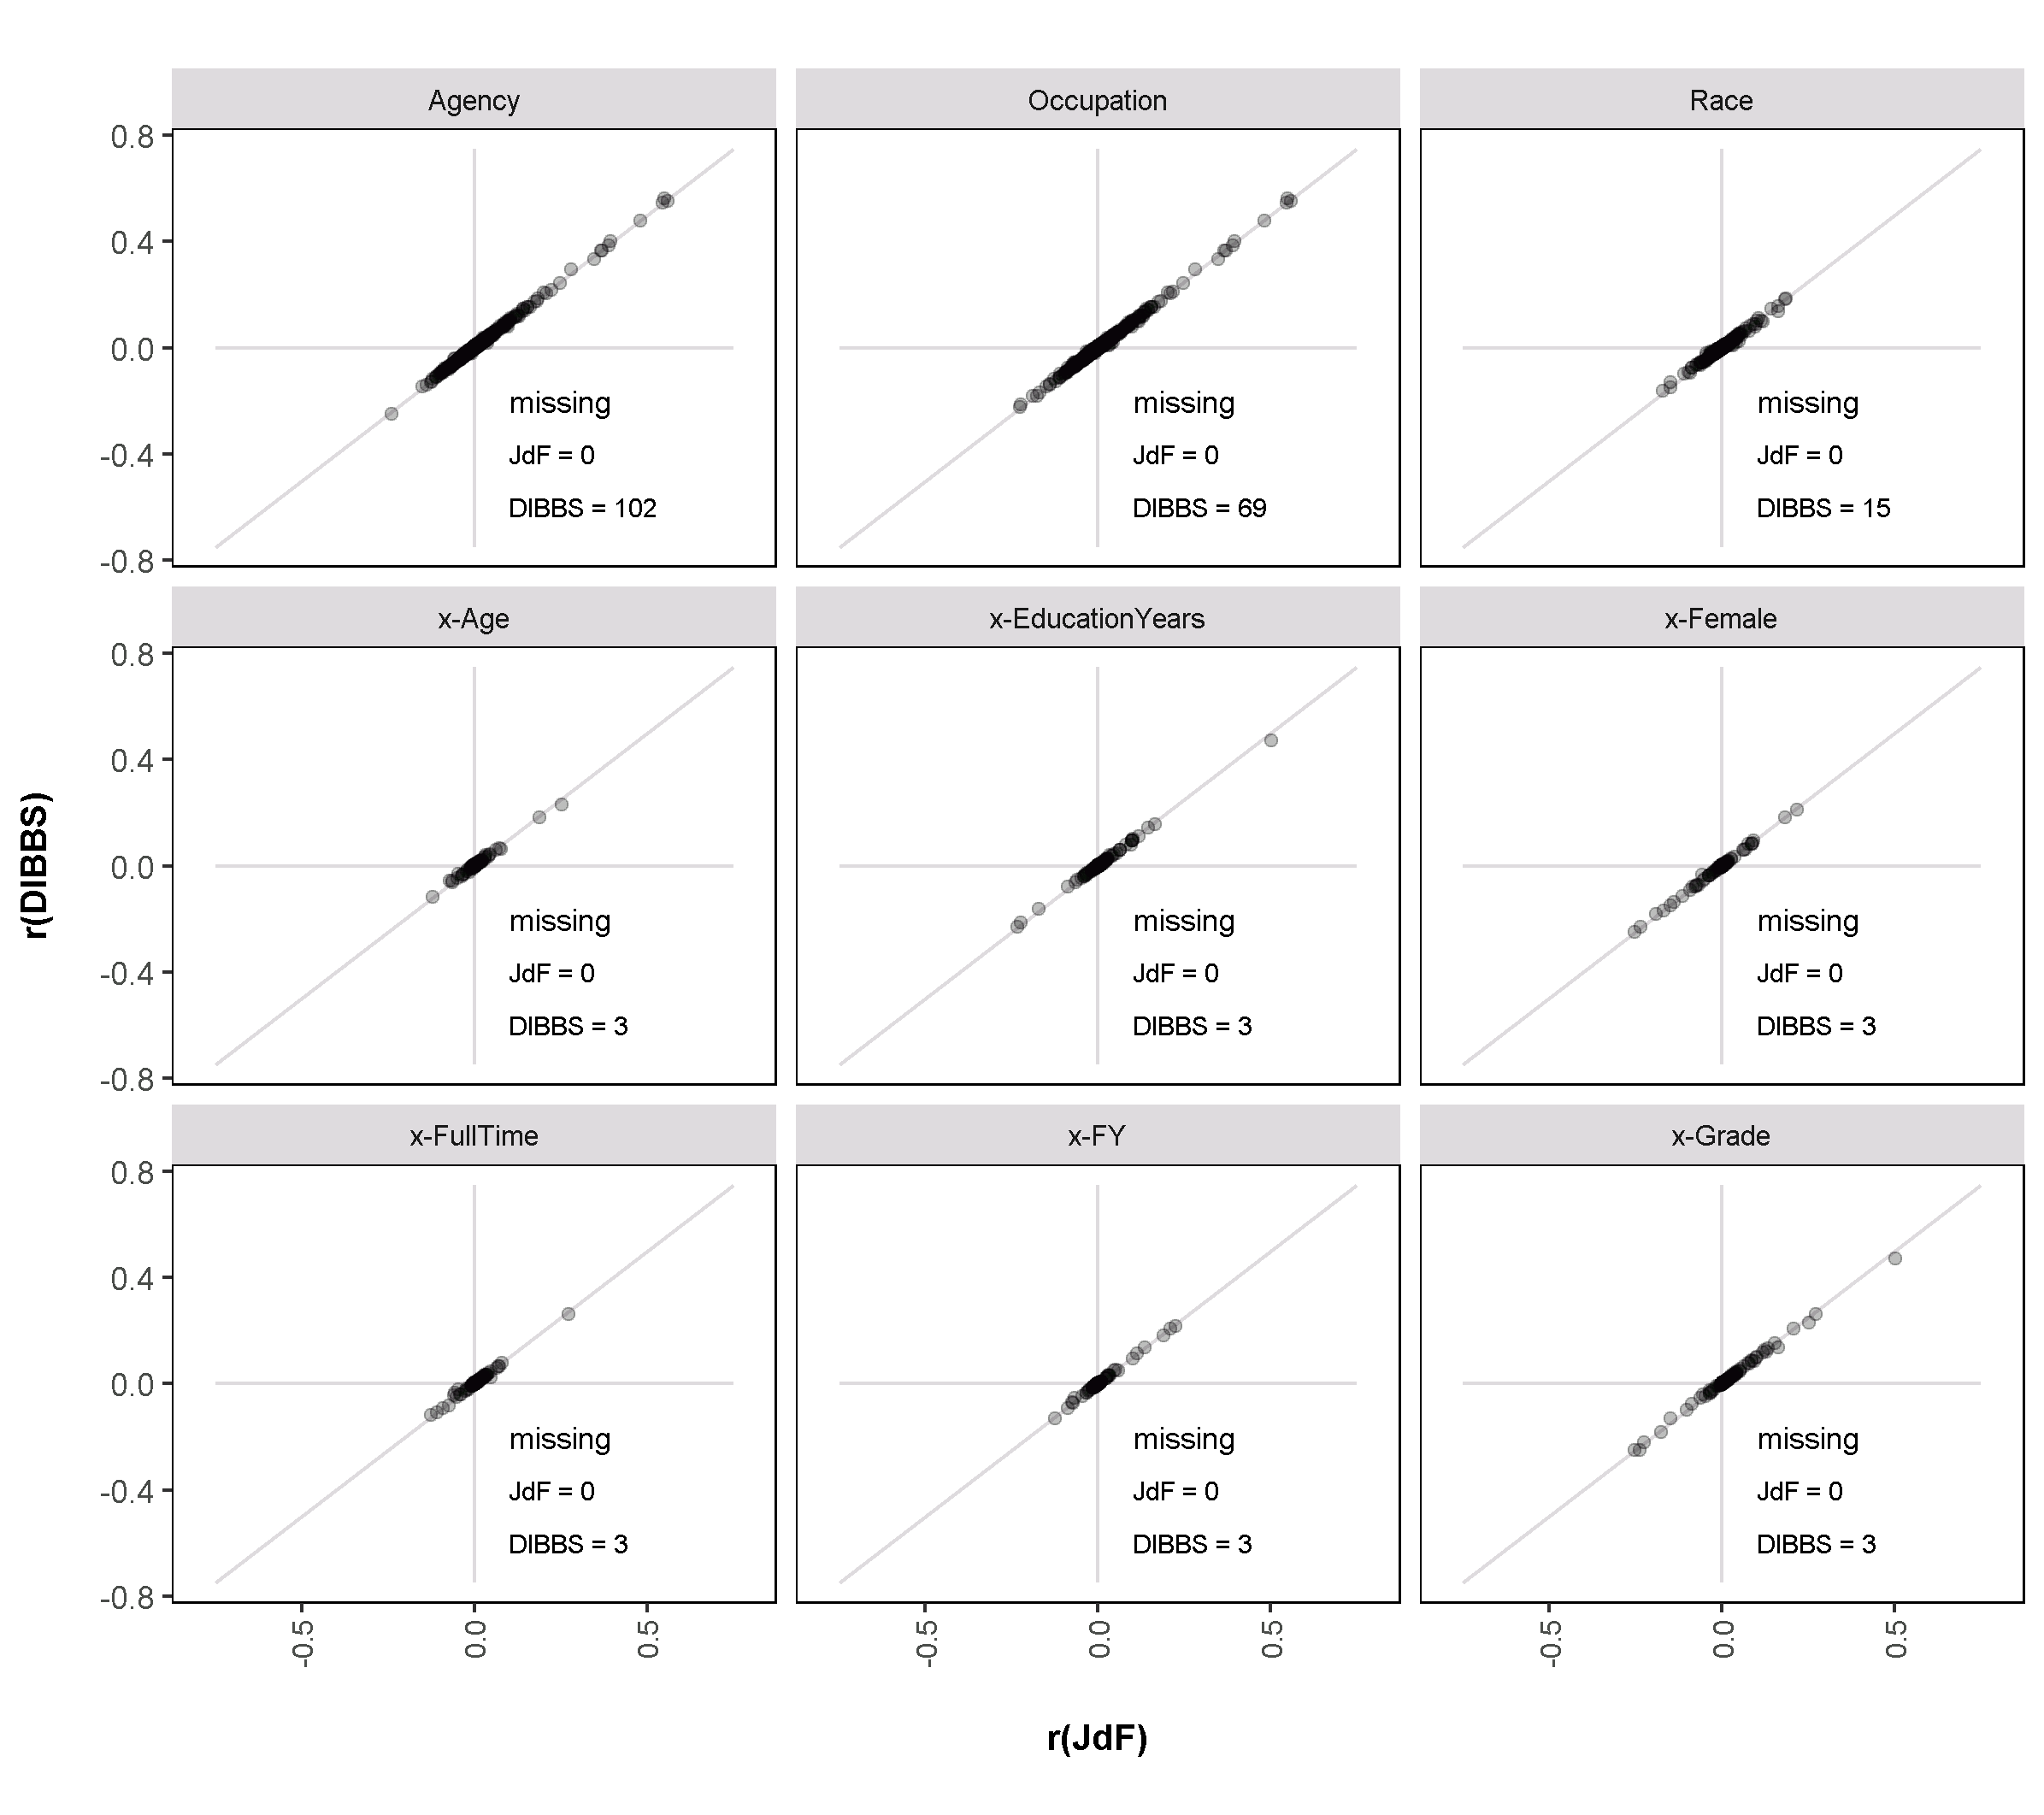 Agency
Occupation
Race
0.8
0.4
0.0
-0.4
-0.8
missing
JdF = 0
DIBBS = 102
missing
JdF = 0
DIBBS = 69
missing
JdF = 0
DIBBS = 15
x-Age
x-EducationYears
x-Female
0.8
0.4
0.0
-0.4
-0.8
missing
JdF = 0
DIBBS = 3
missing
JdF = 0
DIBBS = 3
missing
JdF = 0
DIBBS = 3
r(DIBBS)
x-FullTime
x-FY
x-Grade
0.8
0.4
0.0
-0.4
-0.8
missing
JdF = 0
DIBBS = 3
missing
JdF = 0
DIBBS = 3
missing
JdF = 0
DIBBS = 3
-0.5
0.0
0.5
-0.5
0.0
0.5
-0.5
0.0
0.5
r(JdF)